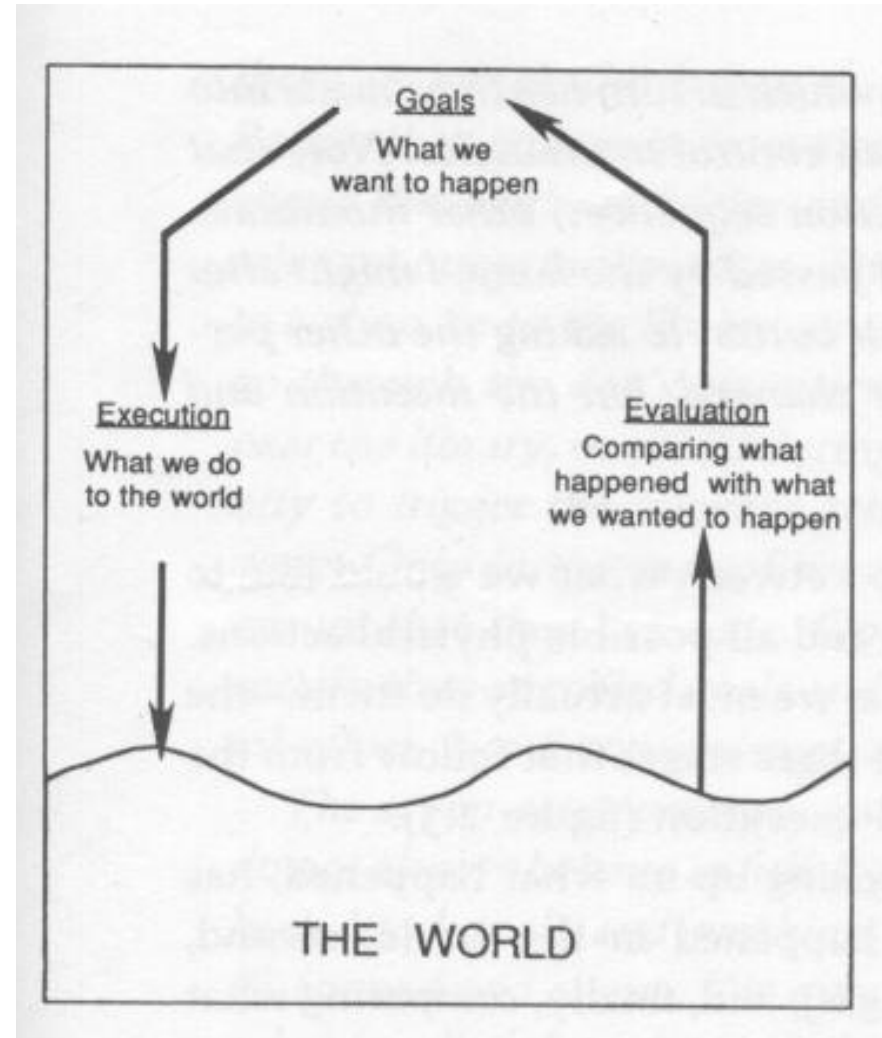 Goals
What we
want to happen
Execution
What we do
to the world
Evaluation
Comparing what
happened with what
we wanted to happen
THE WORLD